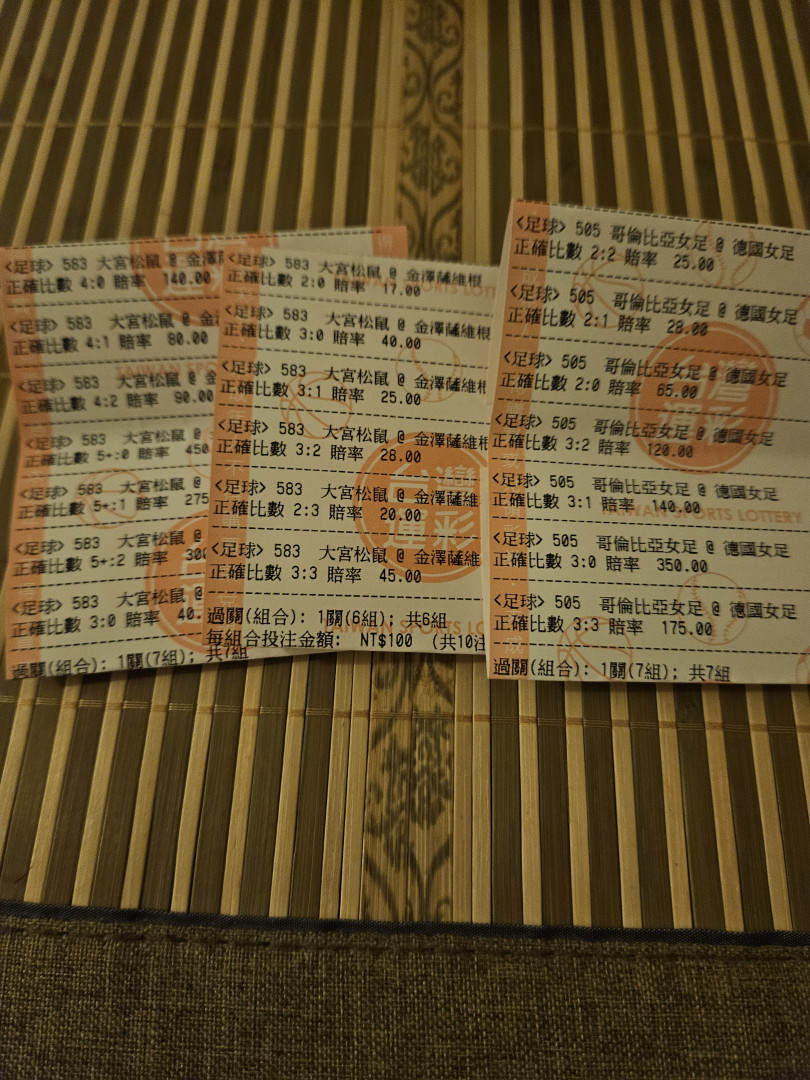 <足球> 583 大宮松鼠 @ 金澤
正確比數 4:0 賠率 140.00
<足球> 583 大宮松鼠 @ 金
正確比數 4:1 賠率 80.00
<足球> 583 大宮松鼠 @ 金
正確比數 4:2 賠率 90.00
<足球> 583 大宮松鼠 @
正確比數 5+:0 賠率 450
<足球> 583 大宮松鼠 @
正確比數 5+:1 賠率 275
<足球> 583 大宮松鼠 @
正確比數 5+:2 賠率 300
<足球> 583 大宮松鼠 @
正確比數 3:0 賠率 40.
過關(組合): 1關(7組); 共7組
<足球> 583 大宮松鼠 @ 金澤薩維根
正確比數 2:0 賠率 17.00
<足球> 583 大宮松鼠 @ 金澤薩維根
正確比數 3:0 賠率 40.00
<足球> 583 大宮松鼠 @ 金澤薩維根
正確比數 3:1 賠率 25.00
<足球> 583 大宮松鼠 @ 金澤薩維根
正確比數 3:2 賠率 28.00
<足球> 583 大宮松鼠 @ 金澤薩維
正確比數 2:3 賠率 20.00
<足球> 583 大宮松鼠 @ 金澤薩維
正確比數 3:3 賠率 45.00
過關(組合): 1關(6組); 共6組
每組合投注金額: NT$100 (共10注
台灣
運彩
<足球> 505 哥倫比亞女足 @ 德國女足
正確比數 2:2 賠率 25.00
<足球> 505 哥倫比亞女足 @ 德國女足
正確比數 2:1 賠率 28.00
<足球> 505 哥倫比亞女足 @ 德國女足
正確比數 2:0 賠率 65.00
<足球> 505 哥倫比亞女足 @ 德國女足
正確比數 3:2 賠率 120.00
<足球> 505 哥倫比亞女足 @ 德國女足
正確比數 3:1 賠率 140.00
TAIWAN SPORTS LOTTERY
<足球> 505 哥倫比亞女足 @ 德國女足
正確比數 3:0 賠率 350.00
<足球> 505 哥倫比亞女足 @ 德國女足
正確比數 3:3 賠率 175.00
過關(組合): 1關(7組); 共7組